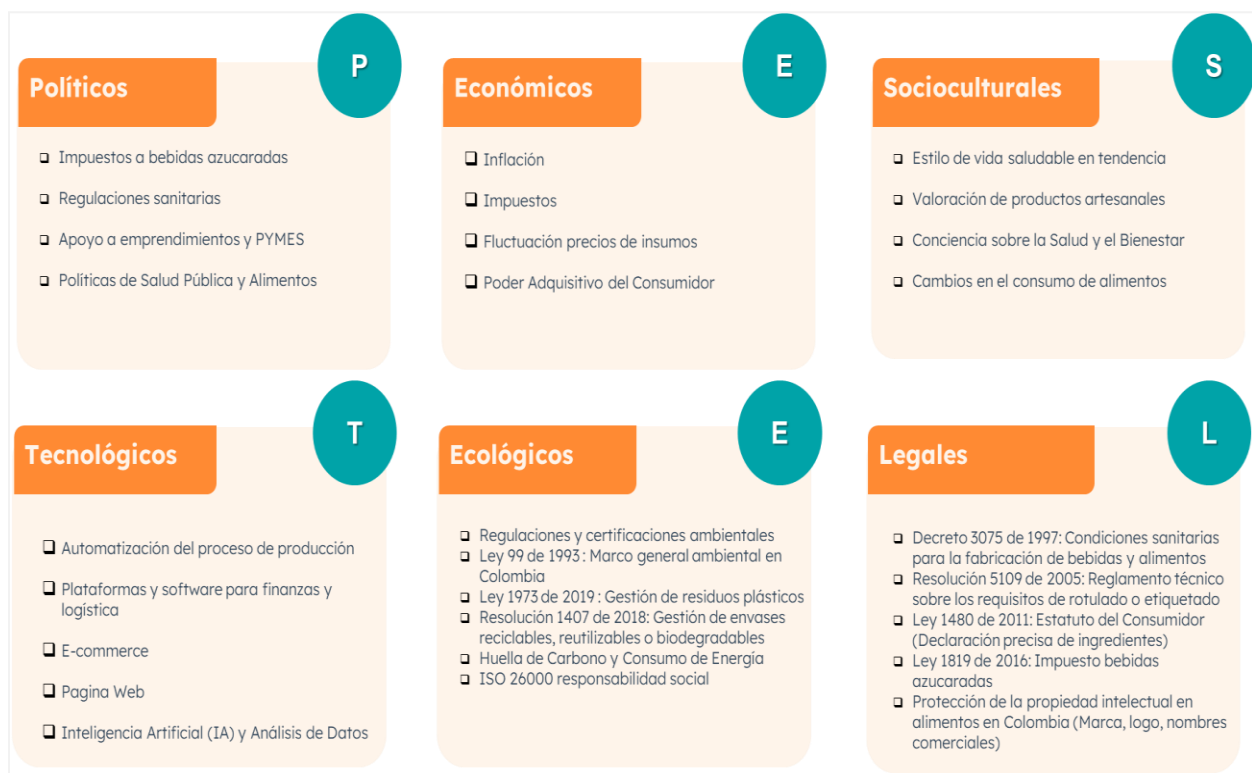 P
Políticos
❑ Impuestos a bebidas azucaradas
❑ Regulaciones sanitarias
❑ Apoyo a emprendimientos y PYMES
❑ Políticas de Salud Pública y Alimentos
E
Económicos
❑ Inflación
❑ Impuestos
❑ Fluctuación precios de insumos
❑ Poder Adquisitivo del Consumidor
S
Socioculturales
❑ Estilo de vida saludable en tendencia
❑ Valoración de productos artesanales
❑ Conciencia sobre la Salud y el Bienestar
❑ Cambios en el consumo de alimentos
T
Tecnológicos
❑ Automatización del proceso de producción
❑ Plataformas y software para finanzas y
logística
❑ E-commerce
❑ Pagina Web
❑ Inteligencia Artificial (IA) y Análisis de Datos
E
Ecológicos
❑ Regulaciones y certificaciones ambientales
❑ Ley 99 de 1993 : Marco general ambiental en
Colombia
❑ Ley 1973 de 2019 : Gestión de residuos plásticos
❑ Resolución 1407 de 2018: Gestión de envases
reciclables, reutilizables o biodegradables
❑ Huella de Carbono y Consumo de Energía
❑ ISO 26000 responsabilidad social
L
Legales
❑ Decreto 3075 de 1997: Condiciones sanitarias
para la fabricación de bebidas y alimentos
❑ Resolución 5109 de 2005: Reglamento técnico
sobre los requisitos de rotulado o etiquetado
❑ Ley 1480 de 2011: Estatuto del Consumidor
(Declaración precisa de ingredientes)
❑ Ley 1819 de 2016: Impuesto bebidas
azucaradas
❑ Protección de la propiedad intelectual en
alimentos en Colombia (Marca, logo, nombres
comerciales)